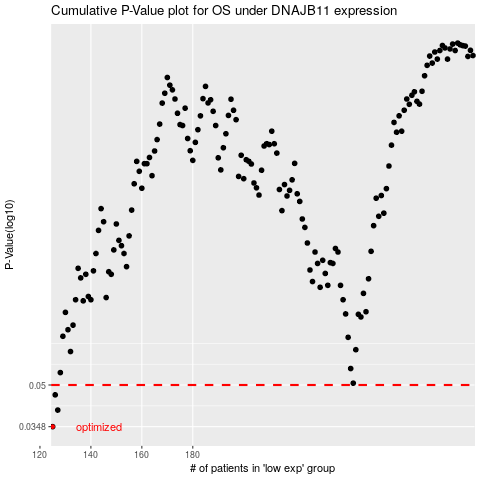 Cumulative P-Value plot for OS under DNAJB11 expression
P-Value(log10)
0.05
0.0348
optimized
120 140 160 180
# of patients in 'low exp' group